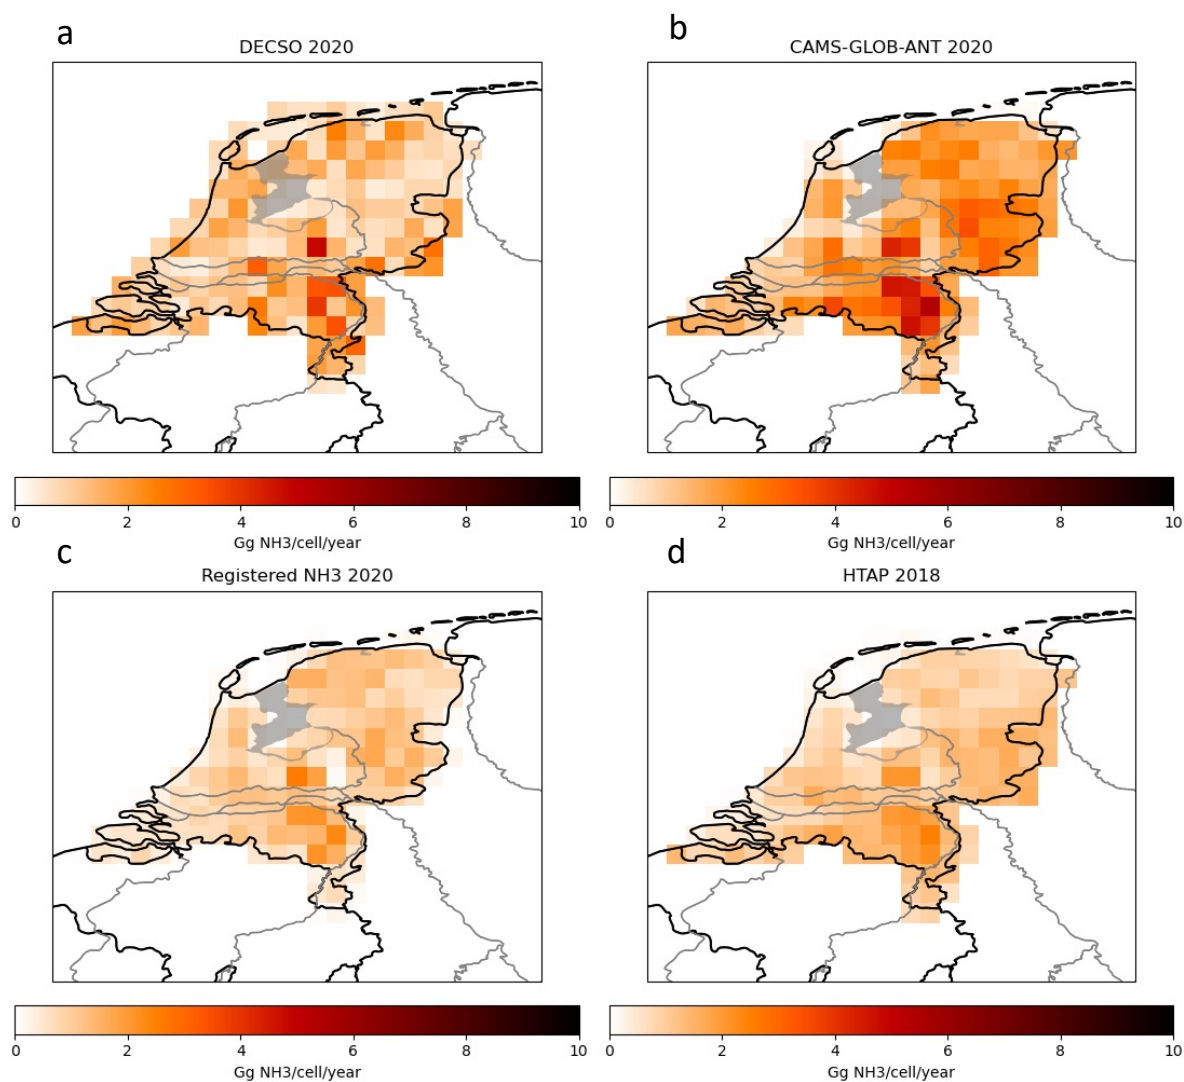 a
DECSO 2020
0 2 4 6 8 10
Gg NH3/cell/year
b
CAMS-GLOB-ANT 2020
0 2 4 6 8 10
Gg NH3/cell/year
c
Registered NH3 2020
0 2 4 6 8 10
Gg NH3/cell/year
d
HTAP 2018
0 2 4 6 8 10
Gg NH3/cell/year